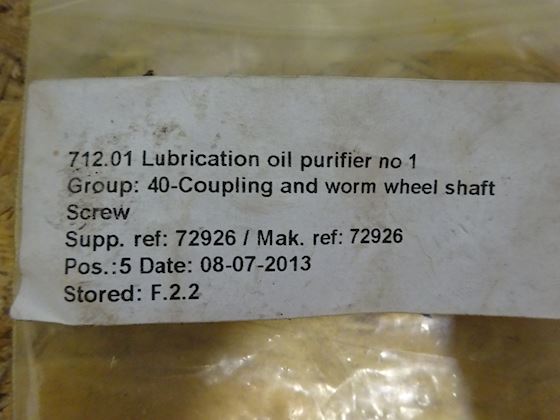 712.01 Lubrication oil purifier no 1
Group: 40-Coupling and worm wheel shaft
Screw
Supp. ref: 72926 / Mak. ref: 72926
Pos.:5 Date: 08-07-2013
Stored: F.2.2